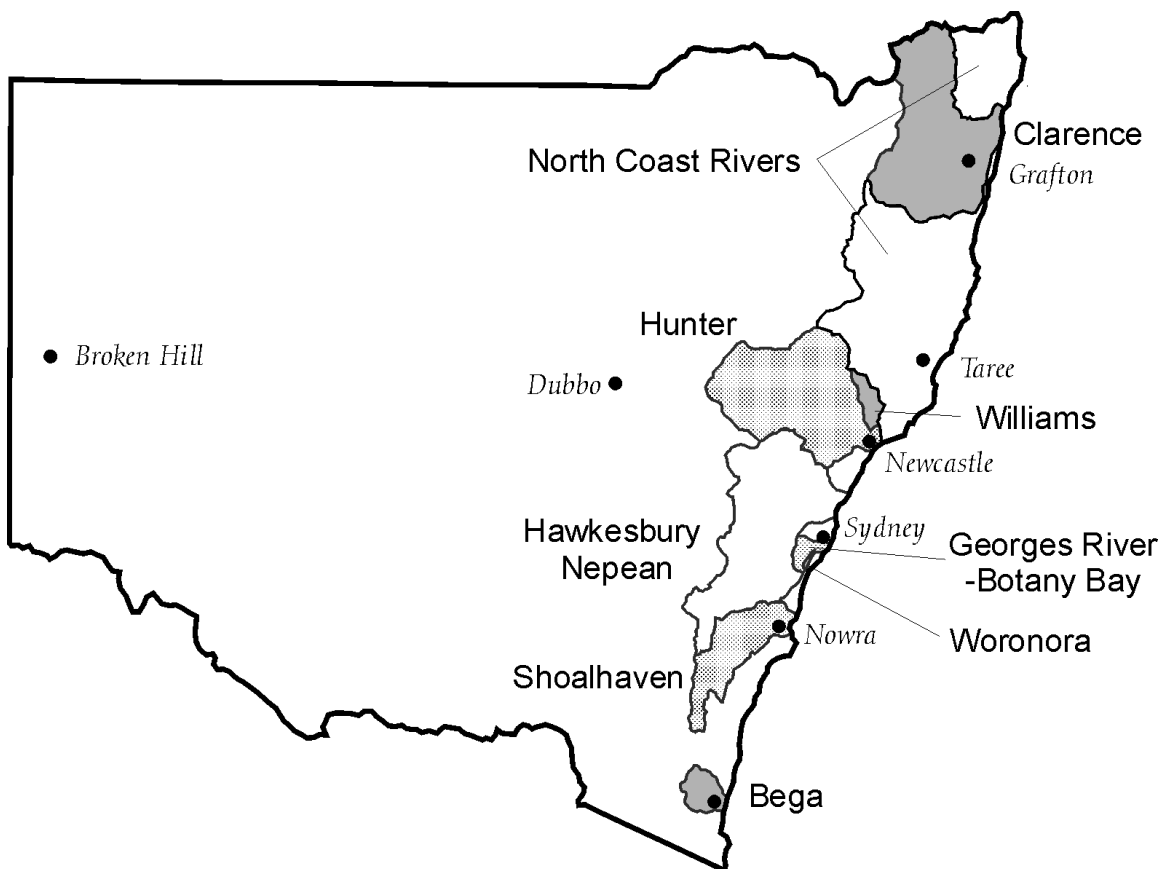 Clarence
North Coast Rivers
Grafton
Hunter
Broken Hill
Taree
Dubbo
Williams
Newcastle
Sydney
Hawkesbury
Nepean
Georges River
-Botany Bay
Nowra
Woronora
Shoalhaven
Bega